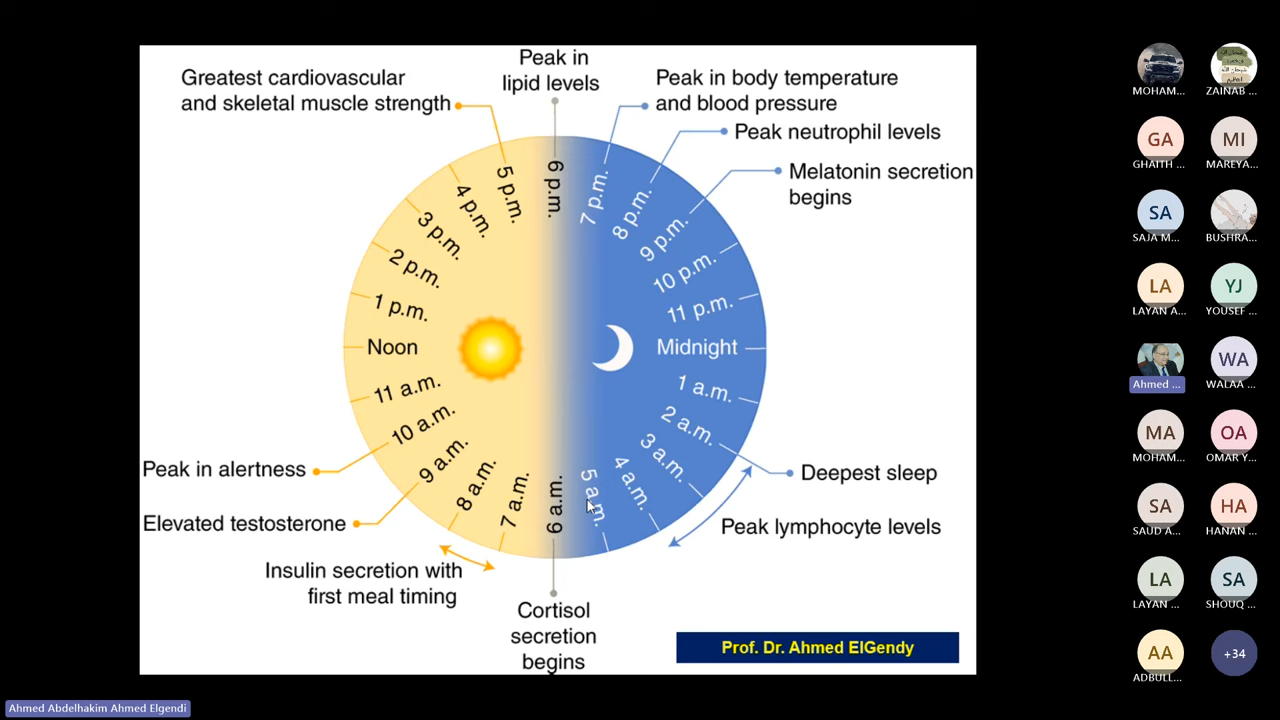 Peak in
lipid levels
Greatest cardiovascular
and skeletal muscle strength
Peak in body temperature
and blood pressure
Peak neutrophil levels
Melatonin secretion
begins
5 p.m.
6 p.m.
7 p.m.
4 p.m.
8 p.m.
3 p.m.
9 p.m.
2 p.m.
10 p.m.
1 p.m.
11 p.m.
Noon
Midnight
11 a.m.
1 a.m.
10 a.m.
2 a.m.
9 a.m.
3 a.m.
8 a.m.
4 a.m.
7 a.m.
6 a.m.
5 a.m.
Peak in alertness
Deepest sleep
Elevated testosterone
Peak lymphocyte levels
Insulin secretion with
first meal timing
Cortisol
secretion
begins
Prof. Dr. Ahmed ElGendy
MOHAM...
ZAINAB ...
GA
MI
GHAITH ...
MAREYA...
SA
SAJA M...
BUSHRA...
LA
YJ
LAYAN A...
YOUSEF ...
WA
Ahmed ...
WALAA ...
MA
OA
MOHAM...
OMAR Y...
SA
HA
SAUD A...
HANAN ...
LA
SA
LAYAN ...
SHOUQ ...
AA
+34
ADBULL...
Ahmed Abdelhakim Ahmed Elgendi